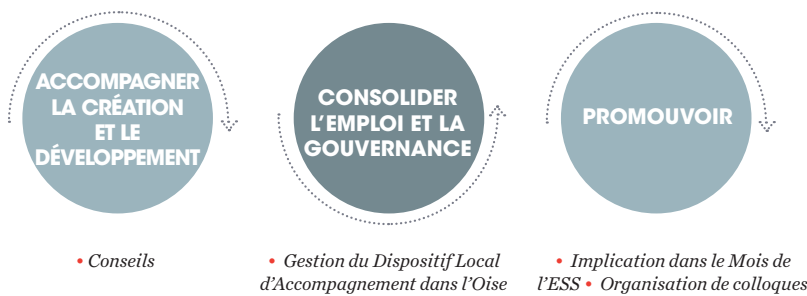 ACCOMPAGNER
LA CRÉATION
ET LE
DÉVELOPPEMENT
• Conseils
CONSOLIDER
L'EMPLOI ET LA
GOUVERNANCE
• Gestion du Dispositif Local
d'Accompagnement dans l'Oise
PROMOUVOIR
• Implication dans le Mois de
l'ESS • Organisation de colloques